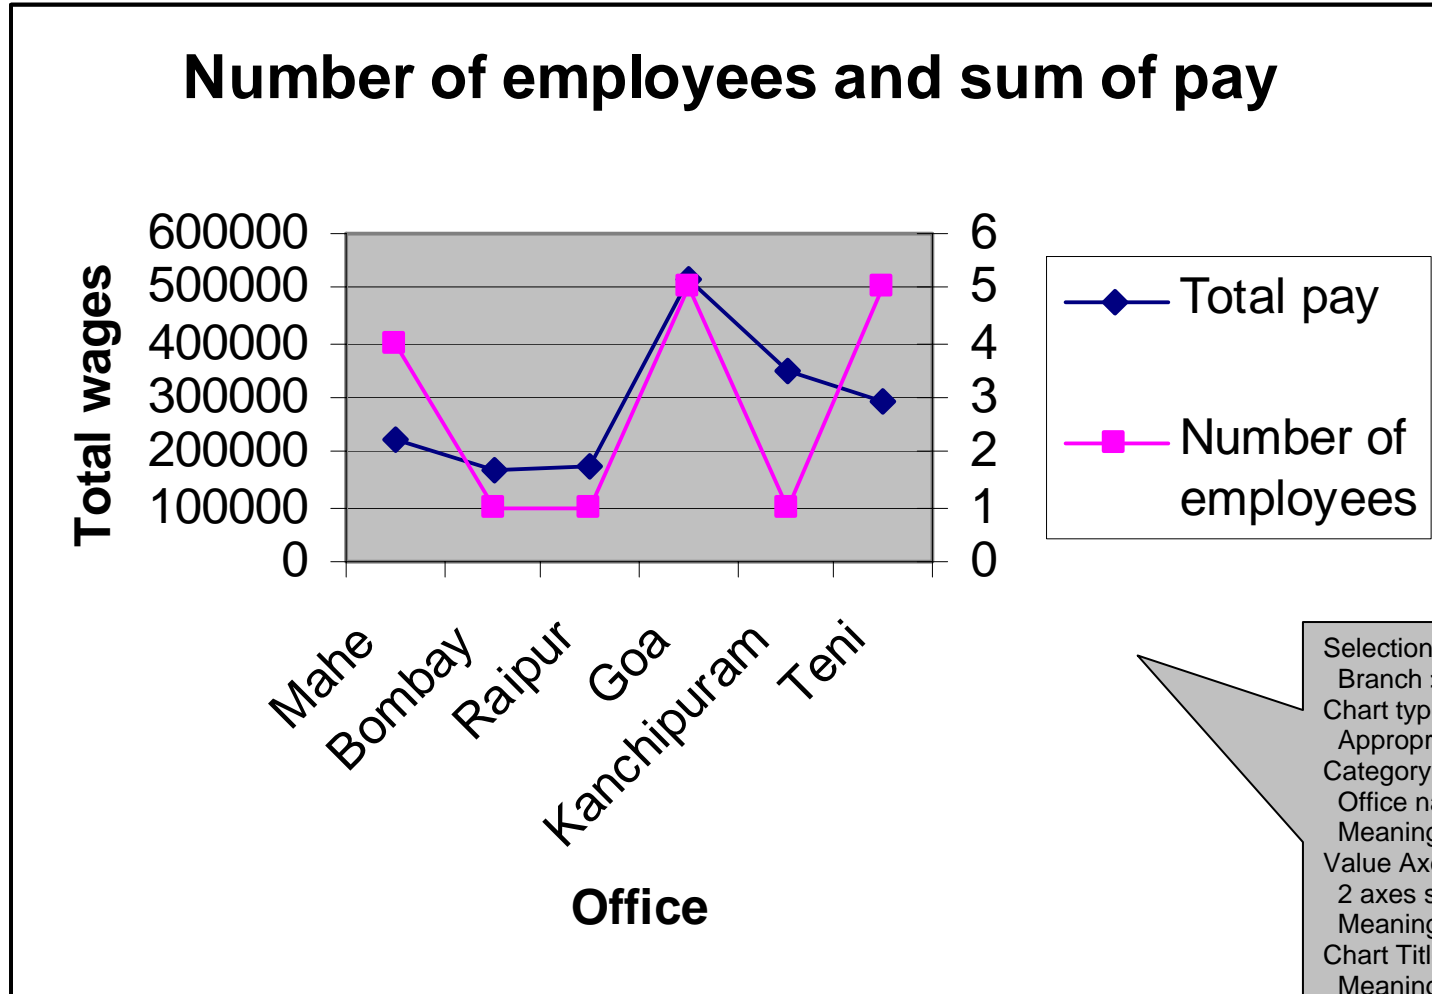 Number of employees and sum of pay
Total wages
600000
500000
400000
300000
200000
100000
0
6
5
4
3
2
1
0
Total pay
Number of
employees
Mahe
Bombay
Raipur
Goa
Kanchipuram
Teni
Office
Selection
Branch :
Chart typ
Appropr
Category
Office na
Meaning
Value Axe
2 axes s
Meaning
Chart Titl
Meaning